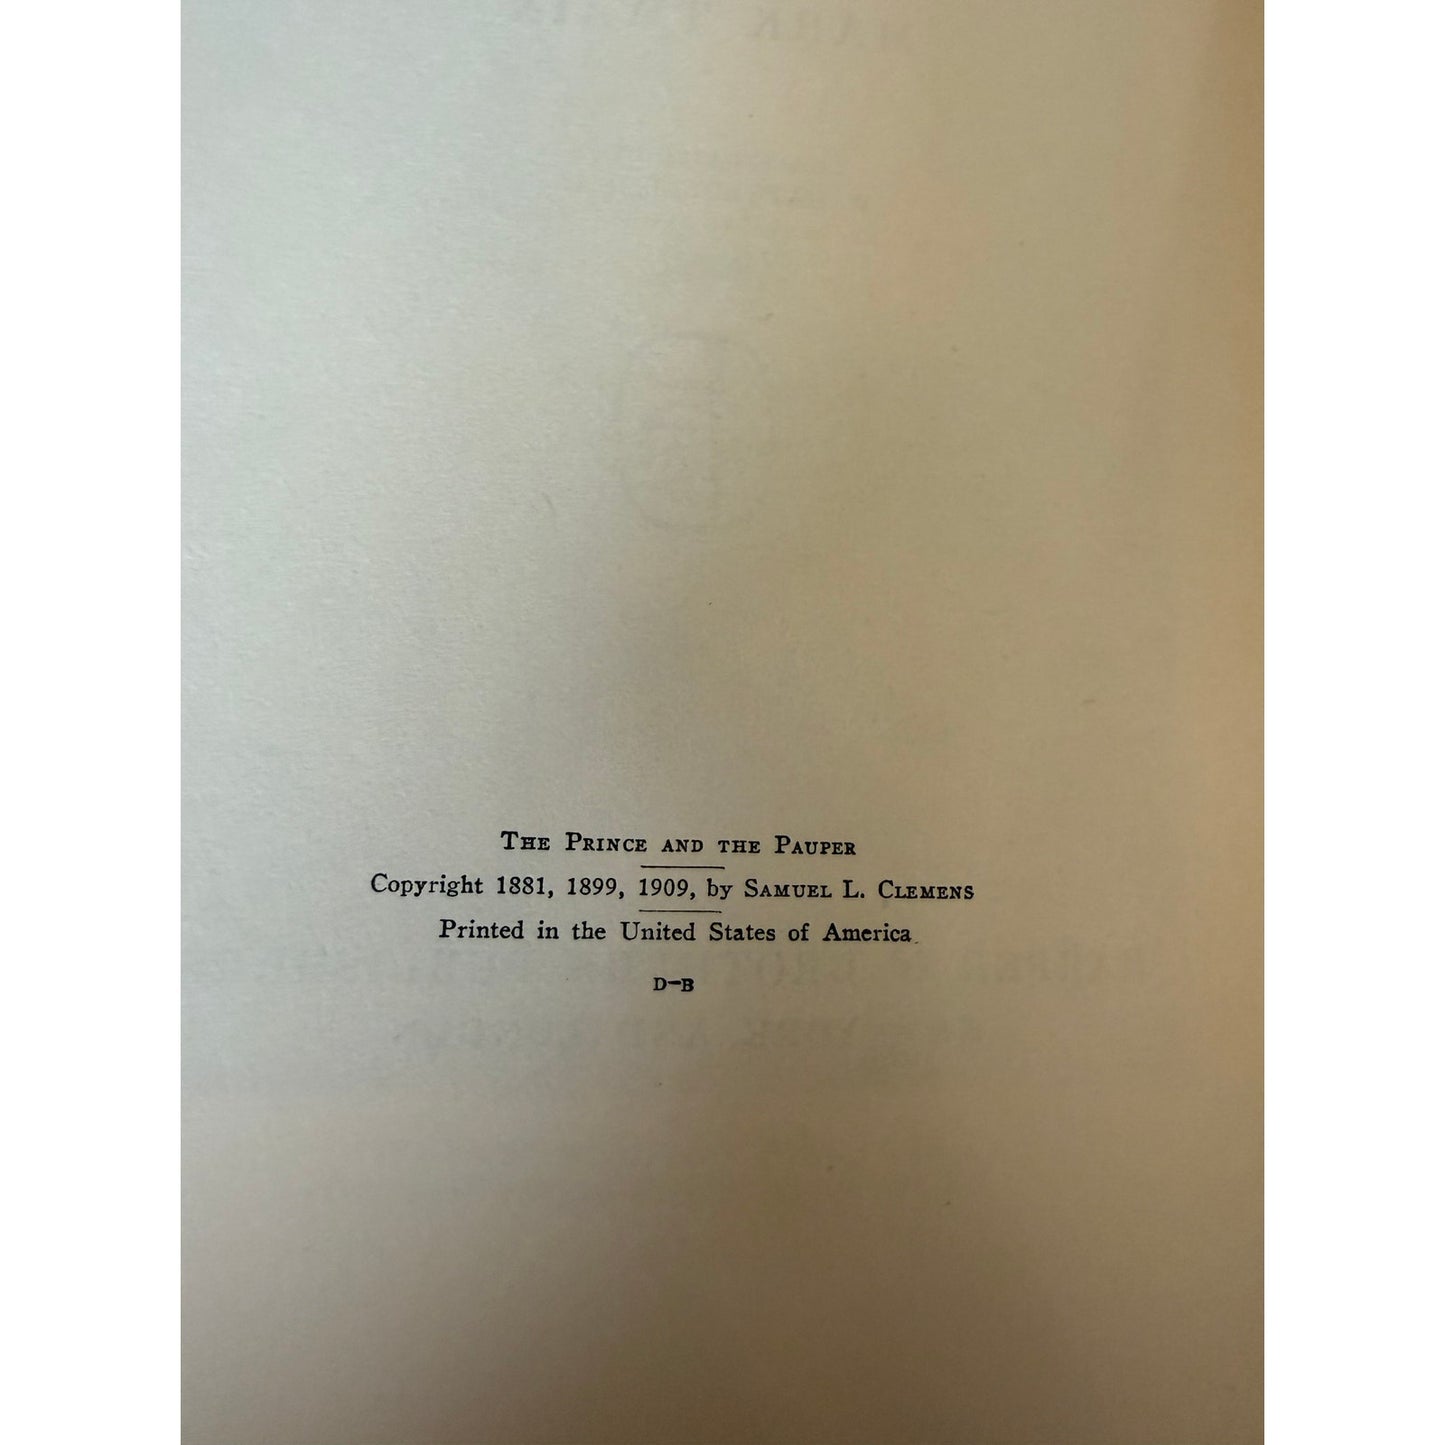 THE PRINCE AND THE PAUPER
Copyright 1881, 1899, 1909, by SAMUEL L. CLEMENS
Printed in the United States of America
D–B